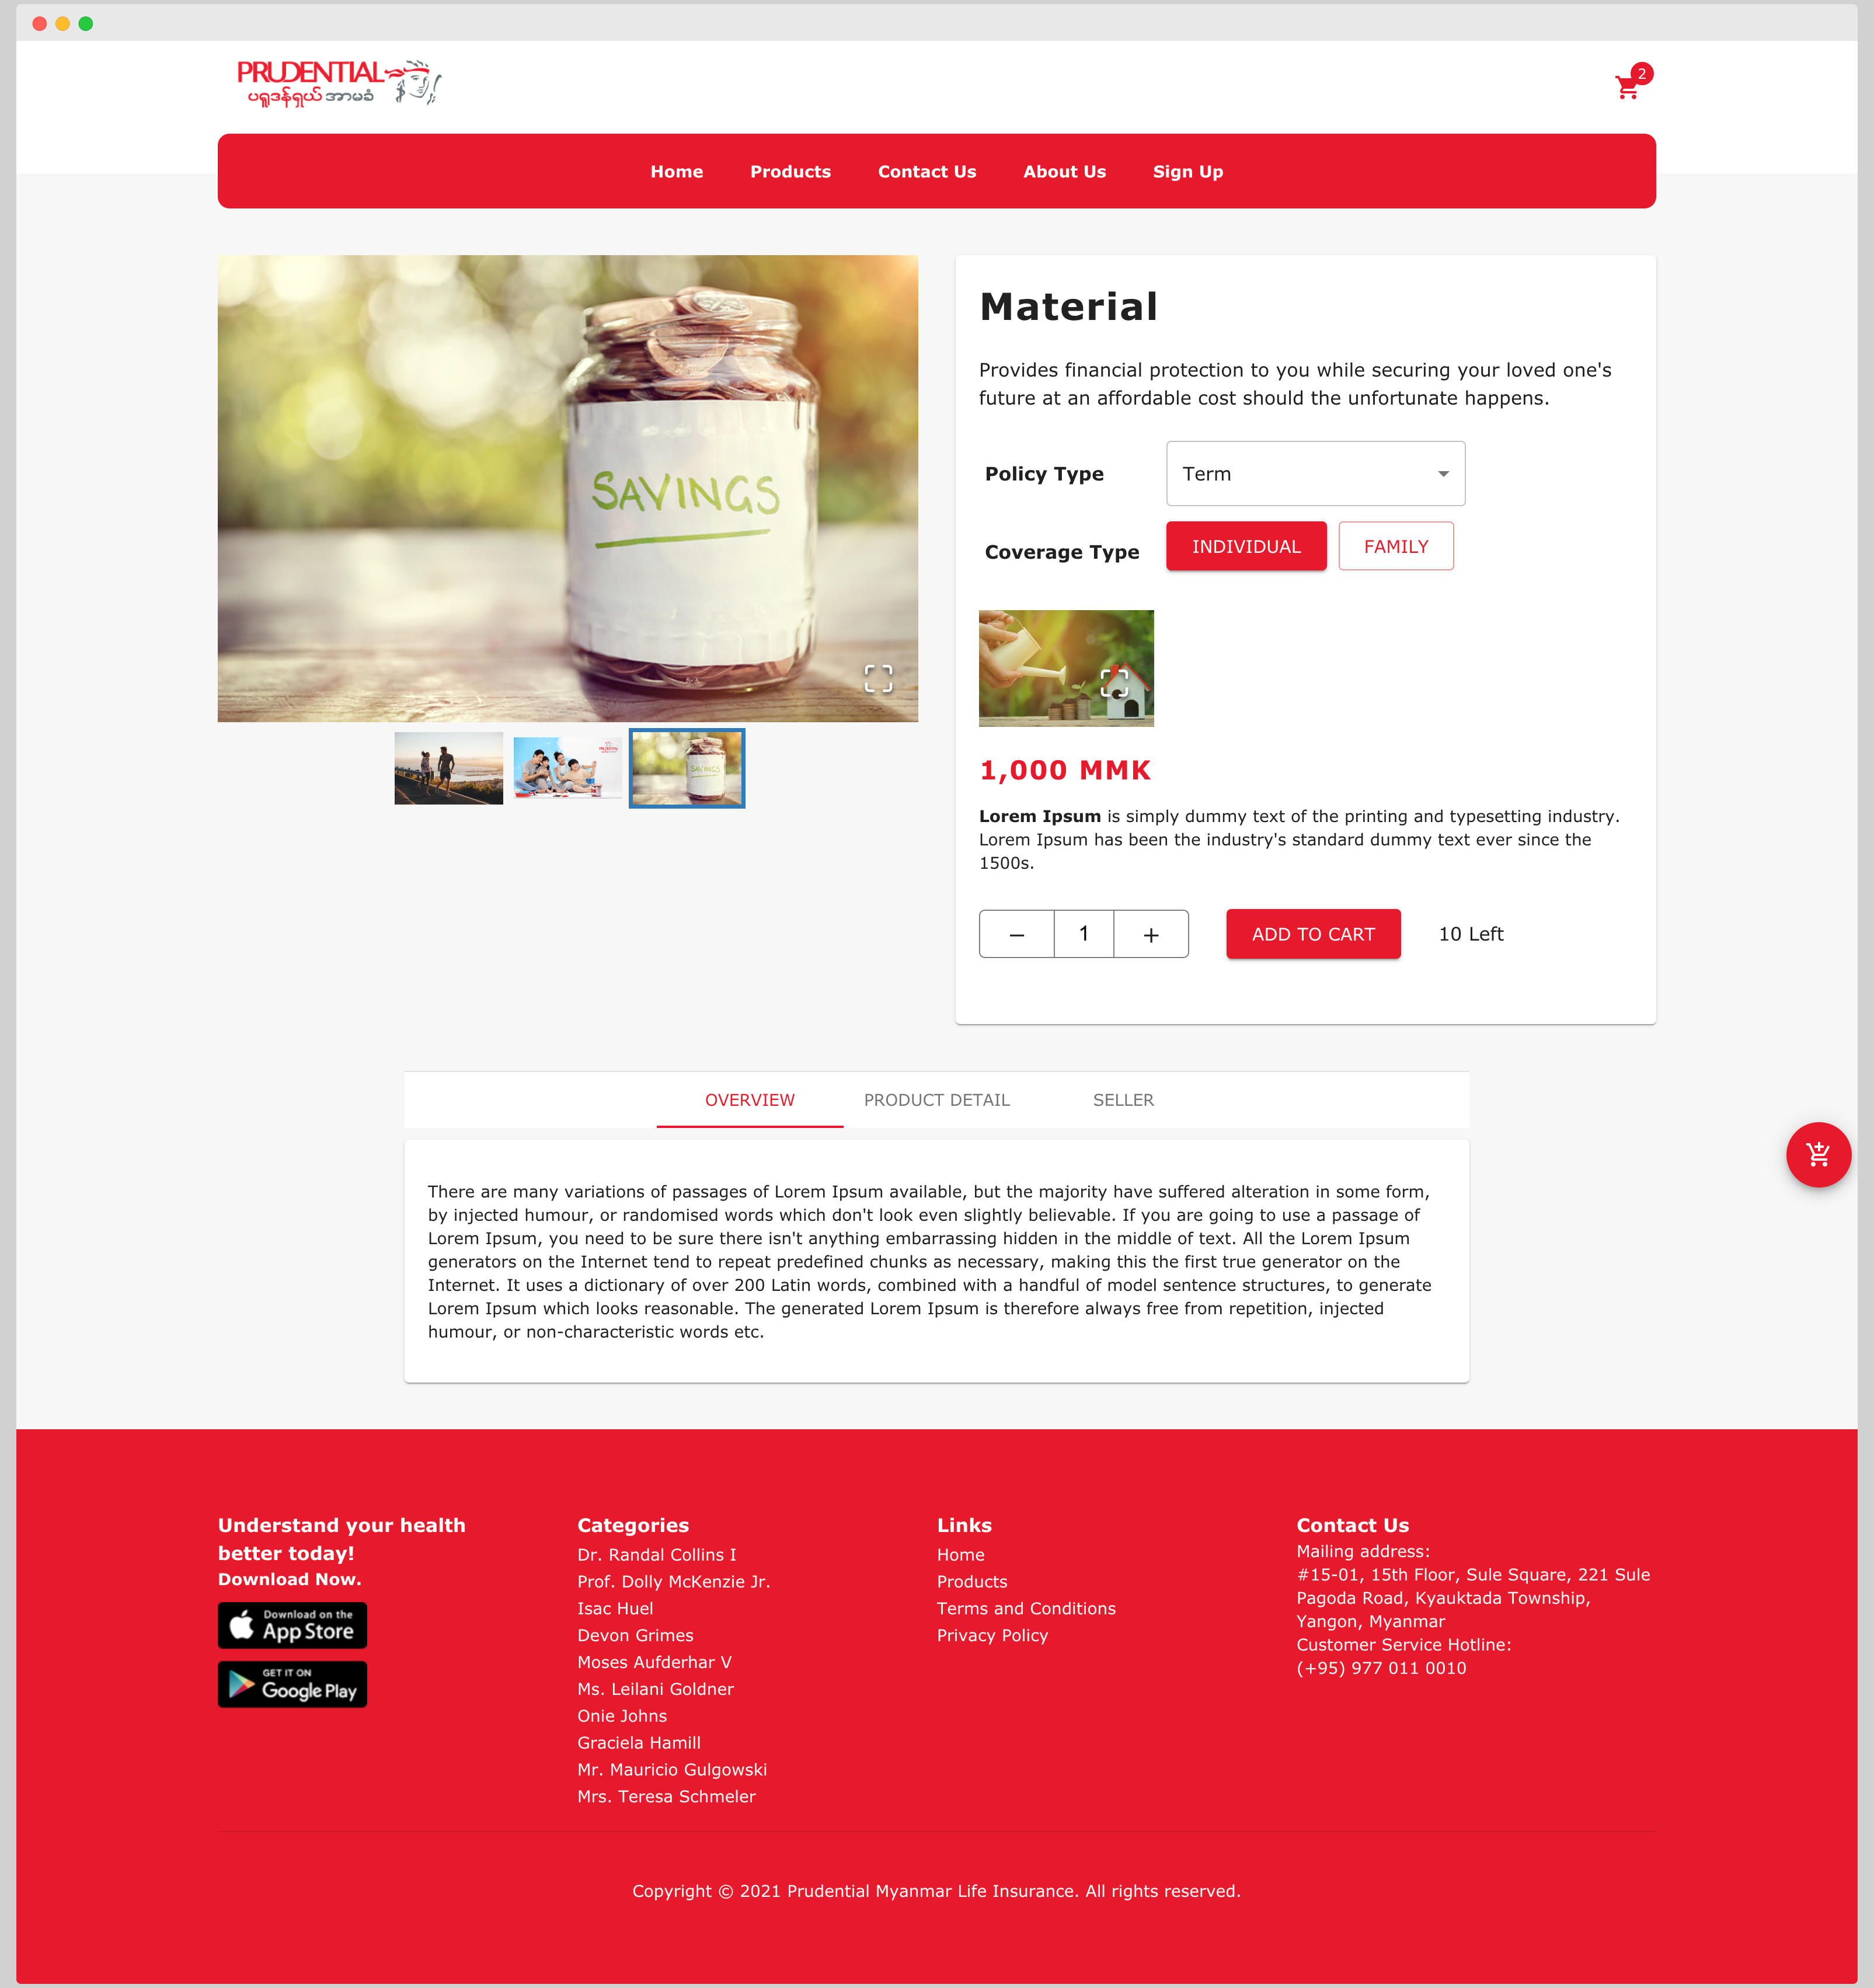 PRUDENTIAL
ပရူဒန်ရှယ် အာမခံ
2
Home
Products
Contact Us
About Us
Sign Up
SAVINGS
Material
Provides financial protection to you while securing your loved one's
future at an affordable cost should the unfortunate happens.
Policy Type
Term
Coverage Type
INDIVIDUAL
FAMILY
SAVINGS
1,000 MMK
Lorem Ipsum is simply dummy text of the printing and typesetting industry.
Lorem Ipsum has been the industry's standard dummy text ever since the
1500s.
− 1 +
ADD TO CART
10 Left
OVERVIEW
PRODUCT DETAIL
SELLER
There are many variations of passages of Lorem Ipsum available, but the majority have suffered alteration in some form,
by injected humour, or randomised words which don't look even slightly believable. If you are going to use a passage of
Lorem Ipsum, you need to be sure there isn't anything embarrassing hidden in the middle of text. All the Lorem Ipsum
generators on the Internet tend to repeat predefined chunks as necessary, making this the first true generator on the
Internet. It uses a dictionary of over 200 Latin words, combined with a handful of model sentence structures, to generate
Lorem Ipsum which looks reasonable. The generated Lorem Ipsum is therefore always free from repetition, injected
humour, or non-characteristic words etc.
Understand your health
better today!
Download Now.
Download on the
App Store
GET IT ON
Google Play
Categories
Dr. Randal Collins I
Prof. Dolly McKenzie Jr.
Isac Huel
Devon Grimes
Moses Aufderhar V
Ms. Leilani Goldner
Onie Johns
Graciela Hamill
Mr. Mauricio Gulgowski
Mrs. Teresa Schmeler
Links
Home
Products
Terms and Conditions
Privacy Policy
Contact Us
Mailing address:
#15-01, 15th Floor, Sule Square, 221 Sule
Pagoda Road, Kyauktada Township,
Yangon, Myanmar
Customer Service Hotline:
(+95) 977 011 0010
Copyright © 2021 Prudential Myanmar Life Insurance. All rights reserved.